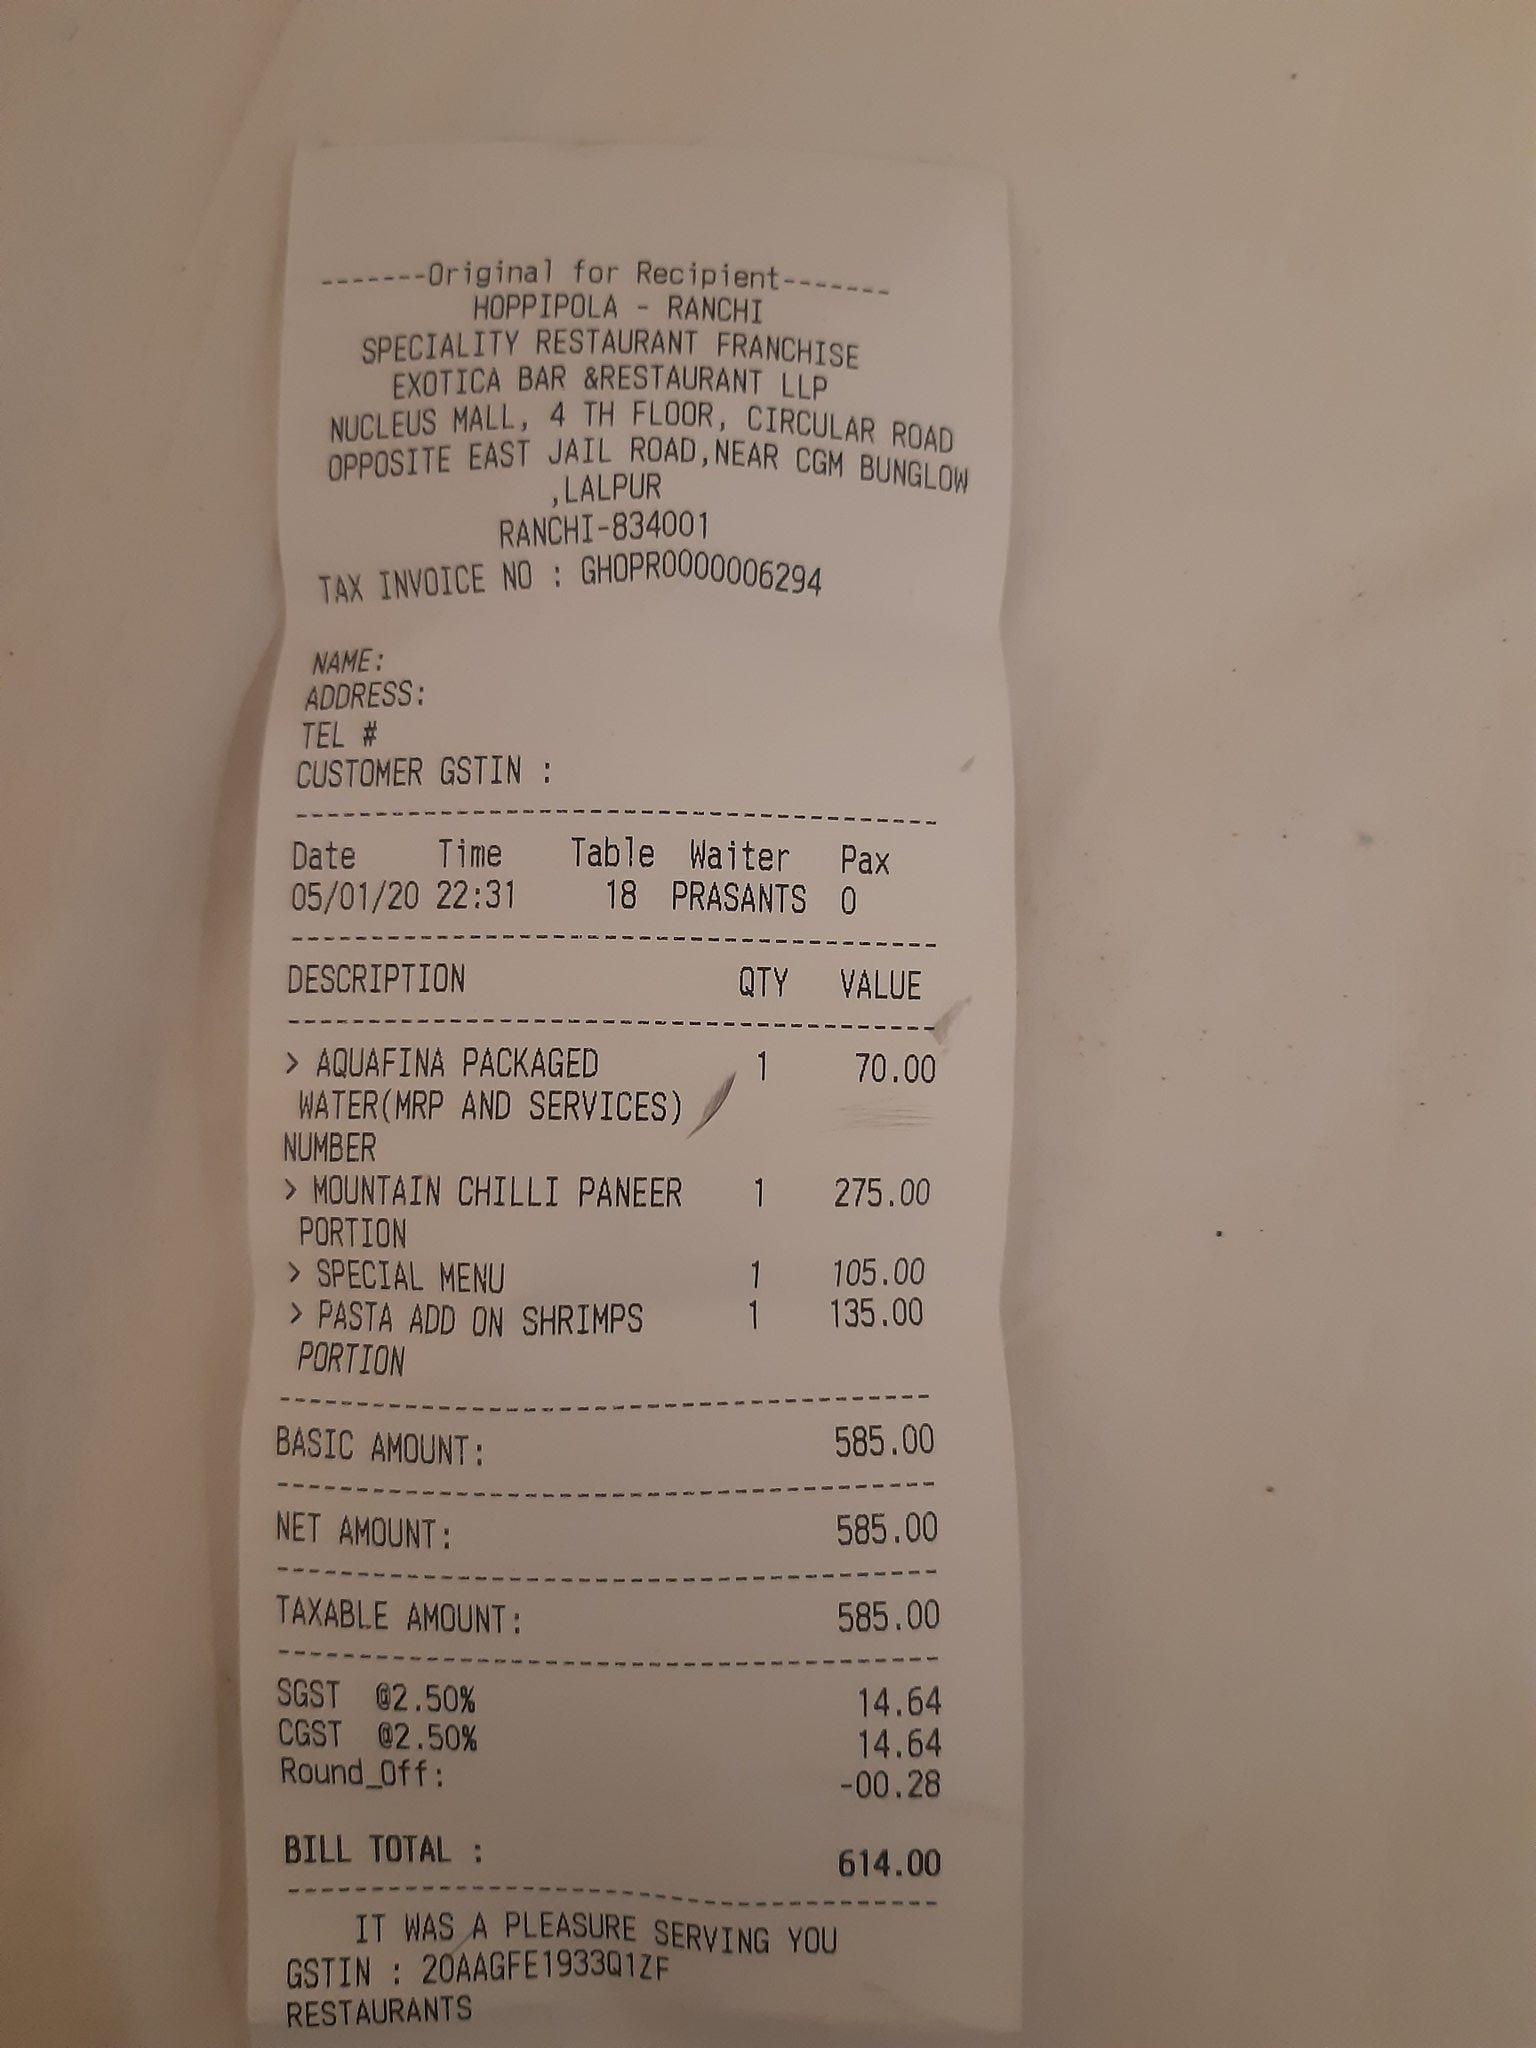 -------Original for Recipient-------
HOPPIPOLA - RANCHI
SPECIALITY RESTAURANT FRANCHISE
EXOTICA BAR &RESTAURANT LLP
NUCLEUS MALL, 4 TH FLOOR, CIRCULAR ROAD
OPPOSITE EAST JAIL ROAD,NEAR CGM BUNGLOW
,LALPUR
RANCHI-834001
TAX INVOICE NO : GHOPR0000006294
NAME:
ADDRESS:
TEL #
CUSTOMER GSTIN :
Date Time Table Waiter Pax
05/01/20 22:31 18 PRASANTS 0
DESCRIPTION QTY VALUE
> AQUAFINA PACKAGED 1 70.00
WATER(MRP AND SERVICES)
NUMBER
> MOUNTAIN CHILLI PANEER 1 275.00
PORTION
> SPECIAL MENU 1 105.00
> PASTA ADD ON SHRIMPS 1 135.00
PORTION
BASIC AMOUNT: 585.00
NET AMOUNT: 585.00
TAXABLE AMOUNT: 585.00
SGST @2.50% 14.64
CGST @2.50% 14.64
Round_Off: -00.28
BILL TOTAL : 614.00
IT WAS A PLEASURE SERVING YOU
GSTIN : 20AAGFE1933Q1ZF
RESTAURANTS